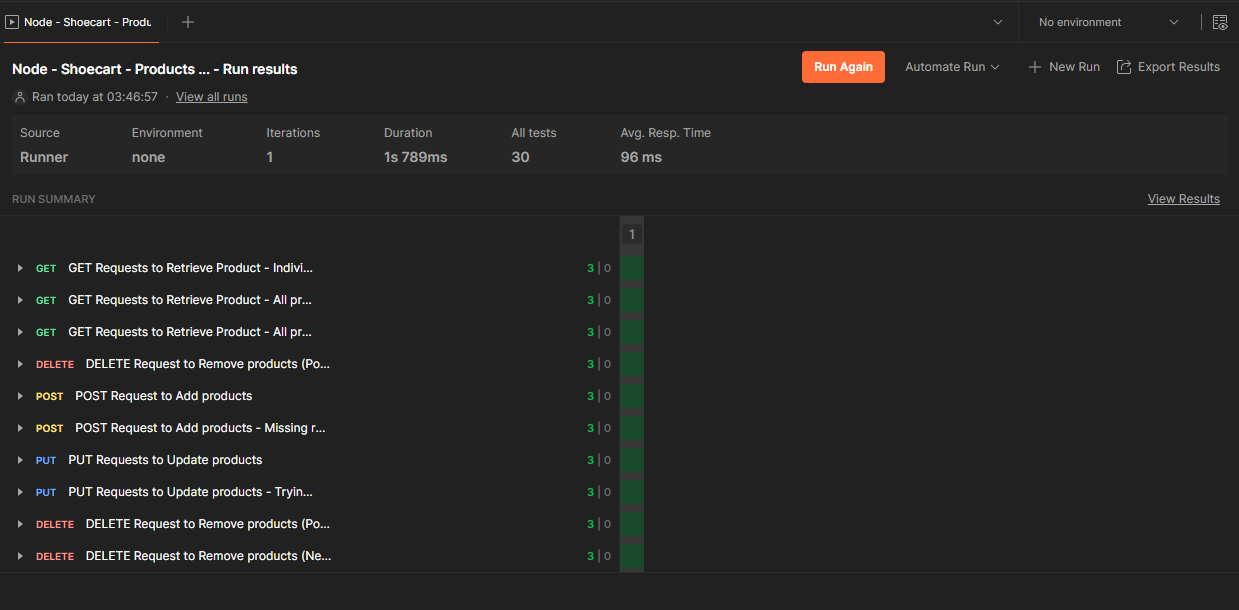 Node - Shoecart - Produ
No environment
Node - Shoecart - Products ... - Run results
Run Again
Automate Run
New Run
Export Results
Ran today at 03:46:57 · View all runs
Source Environment Iterations Duration All tests Avg. Resp. Time
Runner none 1 1s 789ms 30 96 ms
RUN SUMMARY
View Results
1
GET GET Requests to Retrieve Product - Indivi... 3 | 0
GET GET Requests to Retrieve Product - All pr... 3 | 0
GET GET Requests to Retrieve Product - All pr... 3 | 0
DELETE DELETE Request to Remove products (Po... 3 | 0
POST POST Request to Add products 3 | 0
POST POST Request to Add products - Missing r... 3 | 0
PUT PUT Requests to Update products 3 | 0
PUT PUT Requests to Update products - Tryin... 3 | 0
DELETE DELETE Request to Remove products (Po... 3 | 0
DELETE DELETE Request to Remove products (Ne... 3 | 0